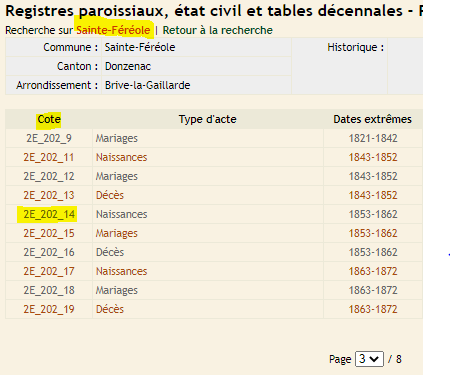 Registres paroissiaux, état civil et tables décennales -
Recherche sur Sainte-Féréole | Retour à la recherche
Commune : Sainte-Féréole Historique :
Canton : Donzenac
Arrondissement : Brive-la-Gaillarde
Cote Type d'acte Dates extrêmes
2E_202_9 Mariages 1821-1842
2E_202_11 Naissances 1843-1852
2E_202_12 Mariages 1843-1852
2E_202_13 Décès 1843-1852
2E_202_14 Naissances 1853-1862
2E_202_15 Mariages 1853-1862
2E_202_16 Décès 1853-1862
2E_202_17 Naissances 1863-1872
2E_202_18 Mariages 1863-1872
2E_202_19 Décès 1863-1872
Page 3 / 8